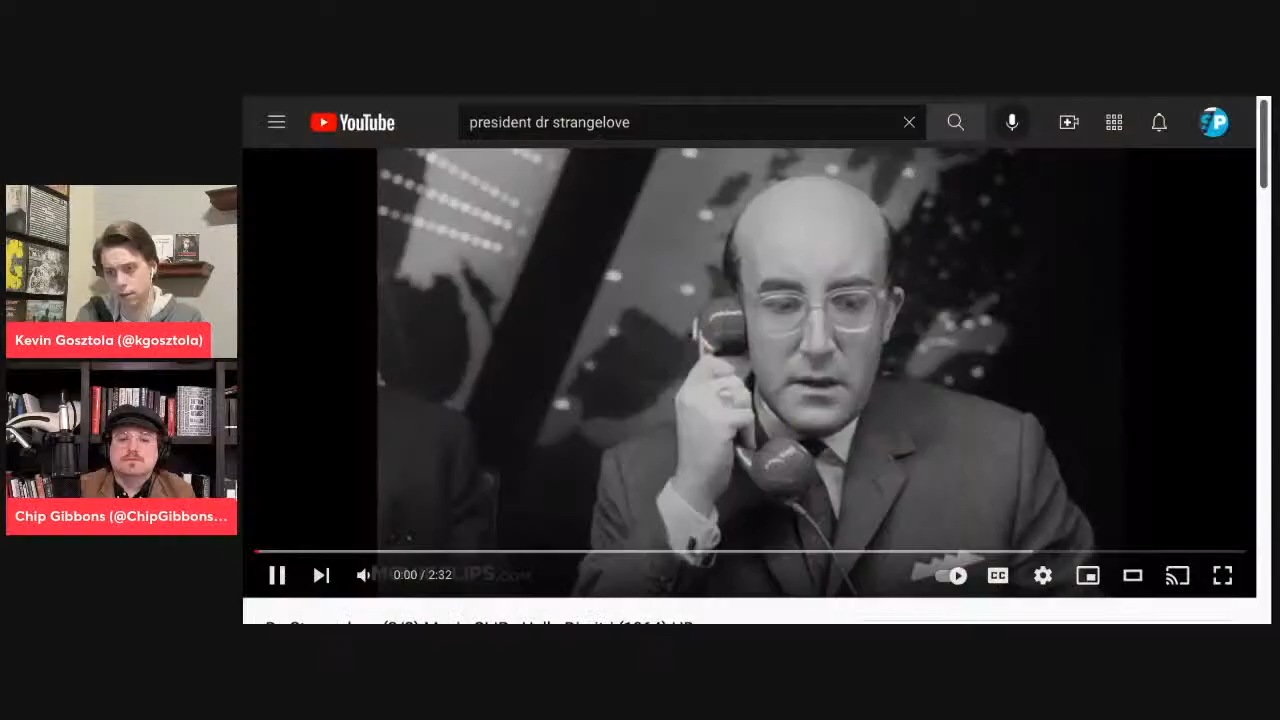 YouTube
president dr strangelove
Kevin Gosztola (@kgosztola)
Chip Gibbons (@ChipGibbons...
0:00 / 2:32
CC